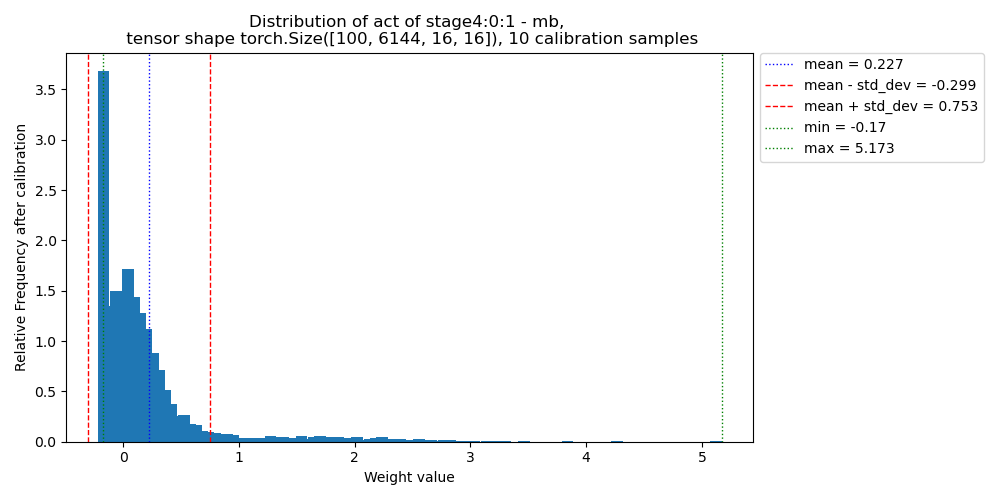 Distribution of act of stage4:0:1 - mb,
tensor shape torch.Size([100, 6144, 16, 16]), 10 calibration samples
mean = 0.227
mean - std_dev = -0.299
mean + std_dev = 0.753
min = -0.17
max = 5.173
Relative Frequency after calibration
3.5
3.0
2.5
2.0
1.5
1.0
0.5
0.0
0 1 2 3 4 5
Weight value